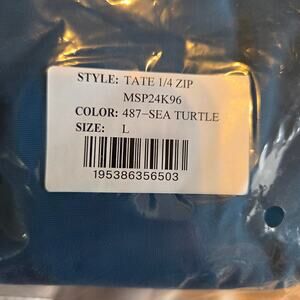 STYLE: TATE 1/4 ZIP
MSP24K96
COLOR: 487-SEA TURTLE
SIZE: L
195386356503